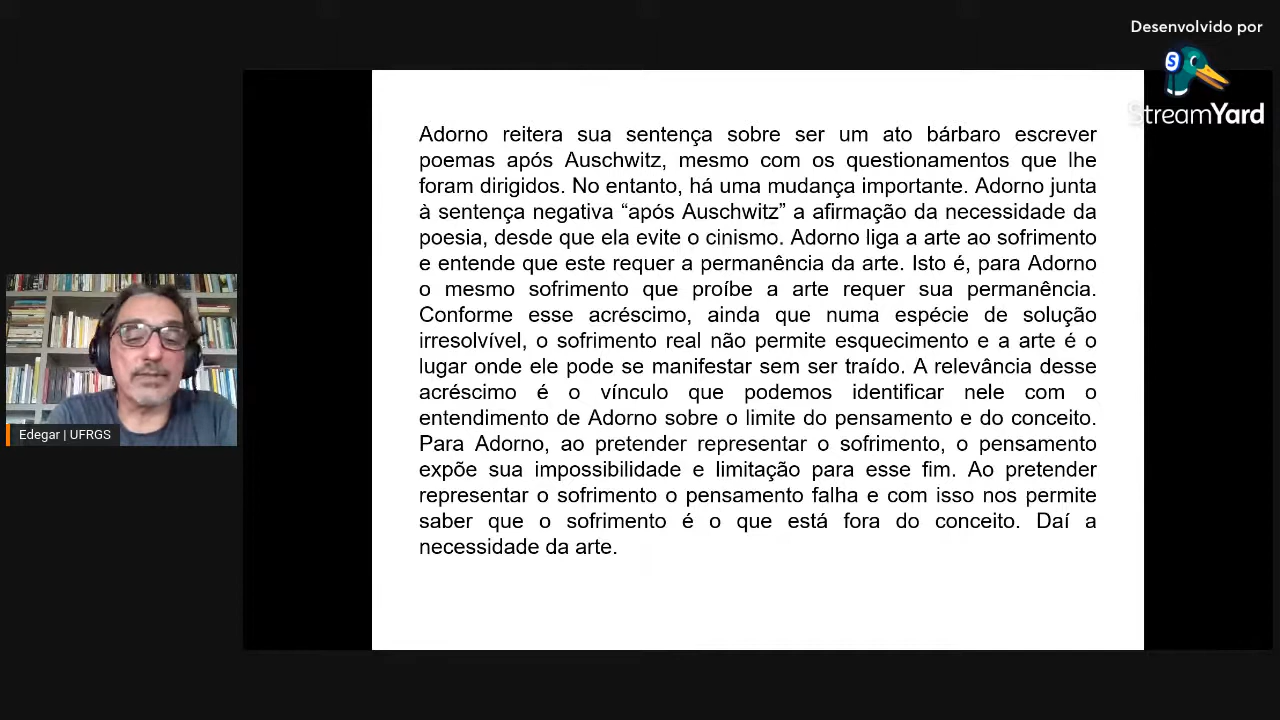 Desenvolvido por
StreamYard
Adorno reitera sua sentença sobre ser um ato bárbaro escrever
poemas após Auschwitz, mesmo com os questionamentos que lhe
foram dirigidos. No entanto, há uma mudança importante. Adorno junta
à sentença negativa “após Auschwitz” a afirmação da necessidade da
poesia, desde que ela evite o cinismo. Adorno liga a arte ao sofrimento
e entende que este requer a permanência da arte. Isto é, para Adorno
o mesmo sofrimento que proíbe a arte requer sua permanência.
Conforme esse acréscimo, ainda que numa espécie de solução
irresolvível, o sofrimento real não permite esquecimento e a arte é o
lugar onde ele pode se manifestar sem ser traído. A relevância desse
acréscimo é o vínculo que podemos identificar nele com o
entendimento de Adorno sobre o limite do pensamento e do conceito.
Para Adorno, ao pretender representar o sofrimento, o pensamento
expõe sua impossibilidade e limitação para esse fim. Ao pretender
representar o sofrimento o pensamento falha e com isso nos permite
saber que o sofrimento é o que está fora do conceito. Daí a
necessidade da arte.
Edegar | UFRGS